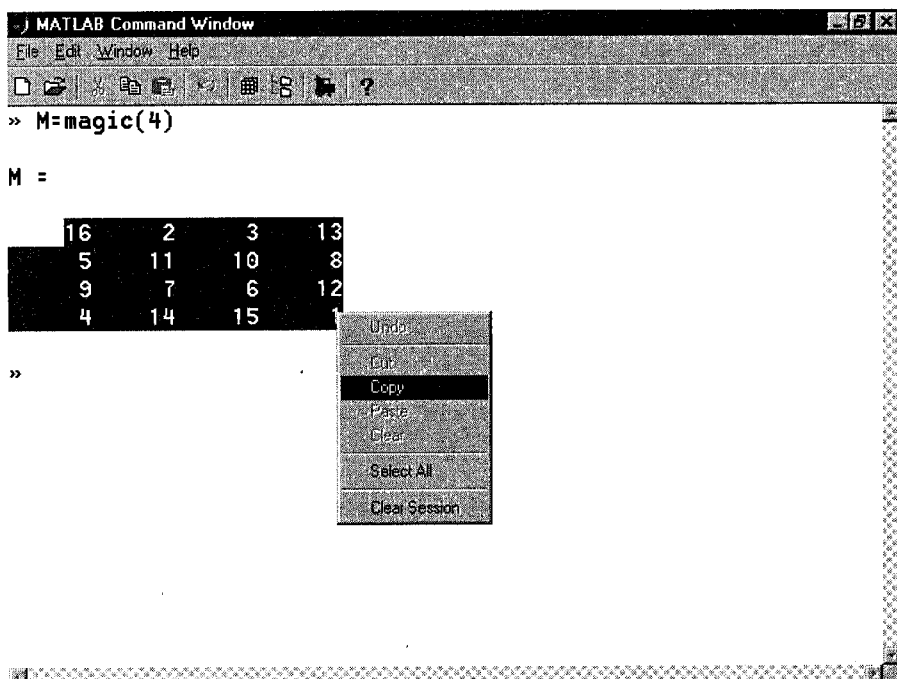 MATLAB Command Window
File Edit Window Help
?
» M=magic(4)
M =
16 2 3 13
5 11 10 8
9 7 6 12
4 14 15 1
»
Undo
Cut
Copy
Paste
Clear
Select All
Clear Session